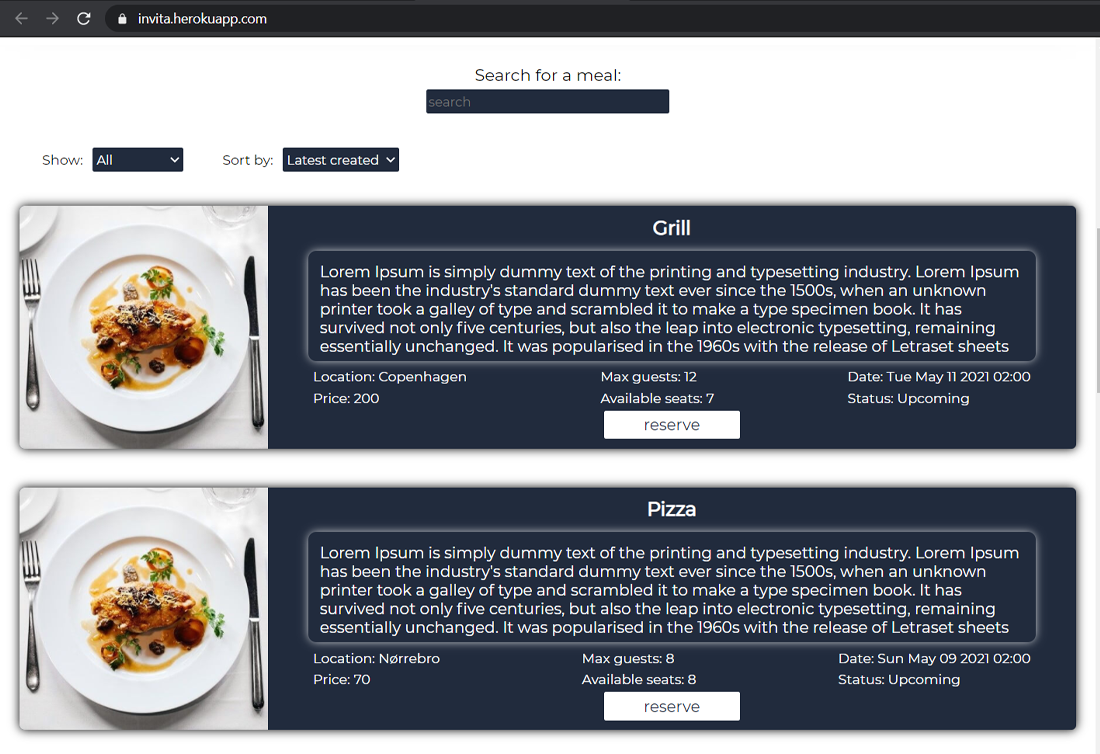 invita.herokuapp.com
Search for a meal:
search
Show: All Sort by: Latest created
Grill
Lorem Ipsum is simply dummy text of the printing and typesetting industry. Lorem Ipsum
has been the industry's standard dummy text ever since the 1500s, when an unknown
printer took a galley of type and scrambled it to make a type specimen book. It has
survived not only five centuries, but also the leap into electronic typesetting, remaining
essentially unchanged. It was popularised in the 1960s with the release of Letraset sheets
Location: Copenhagen Max guests: 12 Date: Tue May 11 2021 02:00
Price: 200 Available seats: 7 Status: Upcoming
reserve
Pizza
Lorem Ipsum is simply dummy text of the printing and typesetting industry. Lorem Ipsum
has been the industry's standard dummy text ever since the 1500s, when an unknown
printer took a galley of type and scrambled it to make a type specimen book. It has
survived not only five centuries, but also the leap into electronic typesetting, remaining
essentially unchanged. It was popularised in the 1960s with the release of Letraset sheets
Location: Nørrebro Max guests: 8 Date: Sun May 09 2021 02:00
Price: 70 Available seats: 8 Status: Upcoming
reserve